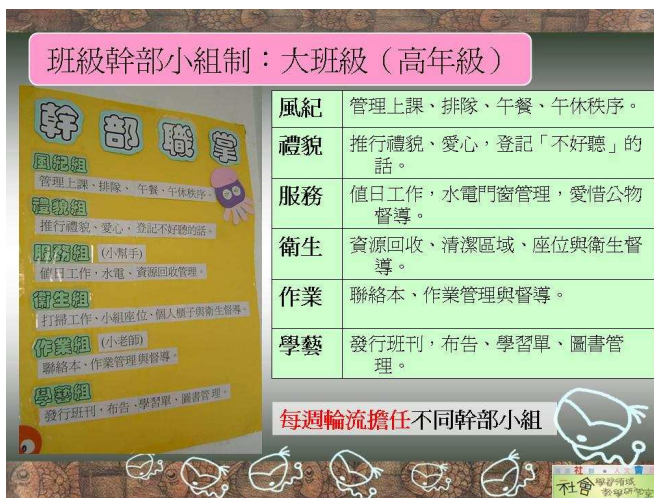 班級幹部小組制：大班級（高年級）
幹部職掌
風紀組
管理上課、排隊、午餐、午休秩序。
禮貌組
推行禮貌、愛心、登記不好聽的話。
服務組 (小幫手)
值日工作，水電、資源回收管理。
衛生組
打掃工作、小組座位、個人櫃子與衛生督導。
作業組 (小老師)
聯絡本、作業管理與督導。
學藝組
發行班刊，布告、學習單、圖書管理。
風紀 管理上課、排隊、午餐、午休秩序。
禮貌 推行禮貌、愛心，登記「不好聽」的
話。
服務 值日工作，水電門窗管理，愛惜公物
督導。
衛生 資源回收、清潔區域、座位與衛生督
導。
作業 聯絡本、作業管理與督導。
學藝 發行班刊，布告、學習單、圖書管
理。
每週輪流擔任不同幹部小組
社會 學習領域